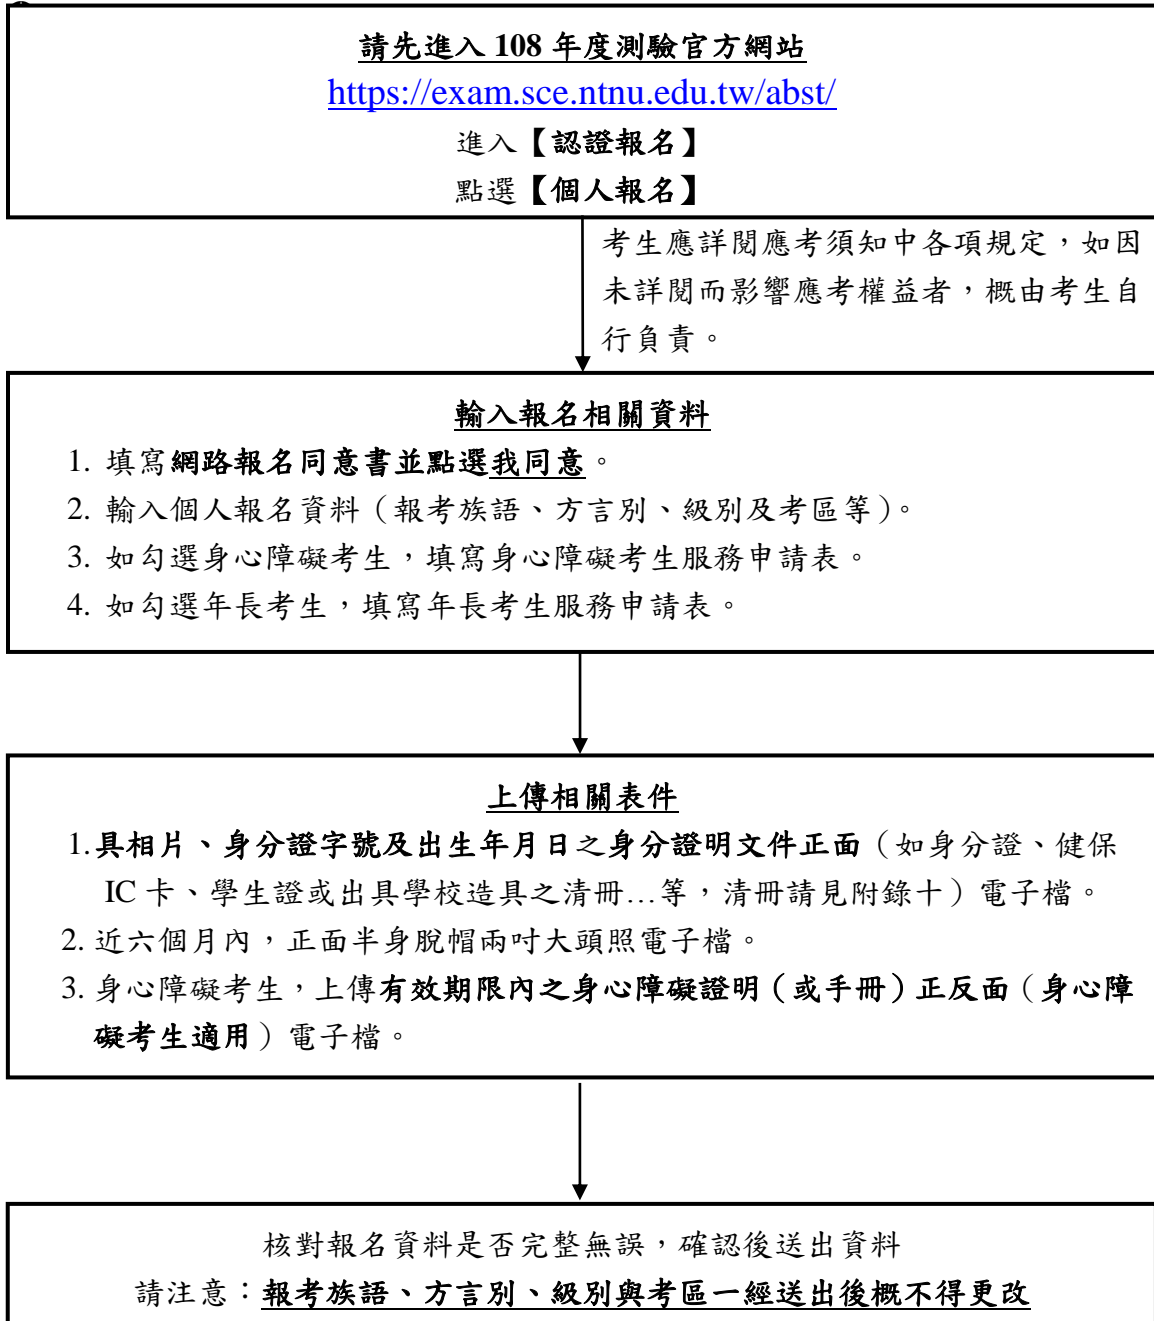 請先進入 108 年度測驗官方網站
https://exam.sce.ntnu.edu.tw/abst/
進入【認證報名】
點選【個人報名】
考生應詳閱應考須知中各項規定，如因
未詳閱而影響應考權益者，概由考生自
行負責。
輸入報名相關資料
1. 填寫網路報名同意書並點選我同意。
2. 輸入個人報名資料（報考族語、方言別、級別及考區等）。
3. 如勾選身心障礙考生，填寫身心障礙考生服務申請表。
4. 如勾選年長考生，填寫年長考生服務申請表。
上傳相關表件
1.具相片、身分證字號及出生年月日之身分證明文件正面（如身分證、健保
IC 卡、學生證或出具學校造具之清冊…等，清冊請見附錄十）電子檔。
2. 近六個月內，正面半身脫帽兩吋大頭照電子檔。
3. 身心障礙考生，上傳有效期限內之身心障礙證明（或手冊）正反面（身心障
礙考生適用）電子檔。
核對報名資料是否完整無誤，確認後送出資料
請注意：報考族語、方言別、級別與考區一經送出後概不得更改